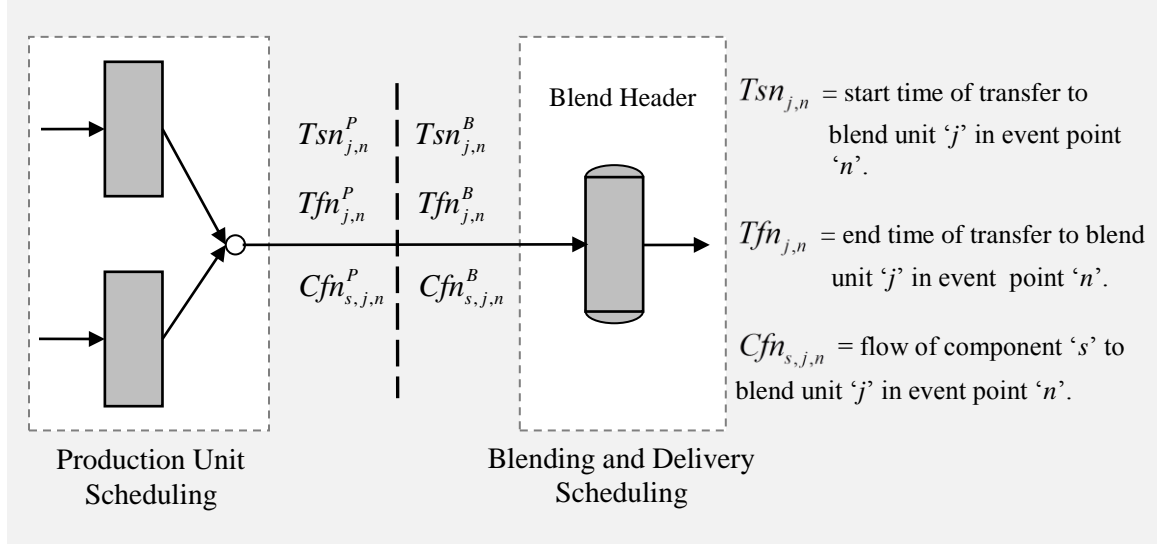 Blend Header
Tsn^P_{j,n} Tsn^B_{j,n}
Tfn^P_{j,n} Tfn^B_{j,n}
Cfn^P_{s,j,n} Cfn^B_{s,j,n}
Production Unit
Scheduling
Blending and Delivery
Scheduling
Tsn_{j,n} = start time of transfer to
blend unit ‘j’ in event point
‘n’.
Tfn_{j,n} = end time of transfer to blend
unit ‘j’ in event point ‘n’.
Cfn_{s,j,n} = flow of component ‘s’ to
blend unit ‘j’ in event point ‘n’.